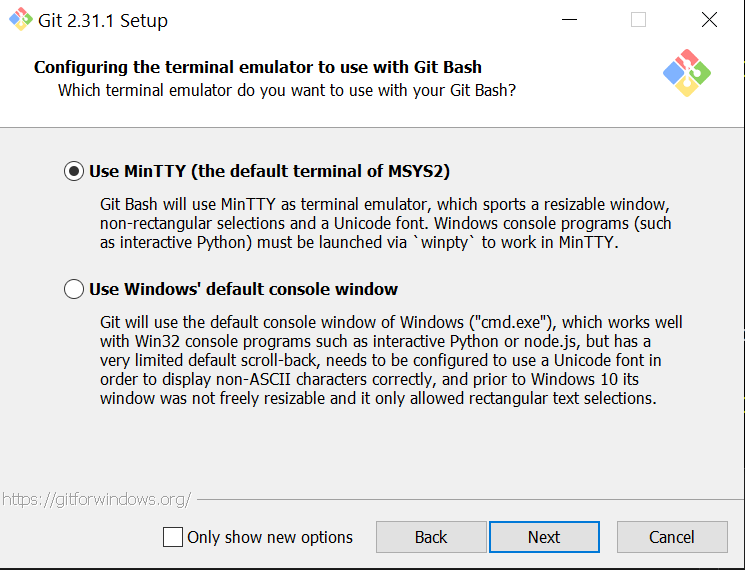 Git 2.31.1 Setup
Configuring the terminal emulator to use with Git Bash
Which terminal emulator do you want to use with your Git Bash?
Use MinTTY (the default terminal of MSYS2)
Git Bash will use MinTTY as terminal emulator, which sports a resizable window,
non-rectangular selections and a Unicode font. Windows console programs (such
as interactive Python) must be launched via `winpty` to work in MinTTY.
Use Windows' default console window
Git will use the default console window of Windows ("cmd.exe"), which works well
with Win32 console programs such as interactive Python or node.js, but has a
very limited default scroll-back, needs to be configured to use a Unicode font in
order to display non-ASCII characters correctly, and prior to Windows 10 its
window was not freely resizable and it only allowed rectangular text selections.
https://gitforwindows.org/
Only show new options
Back
Next
Cancel